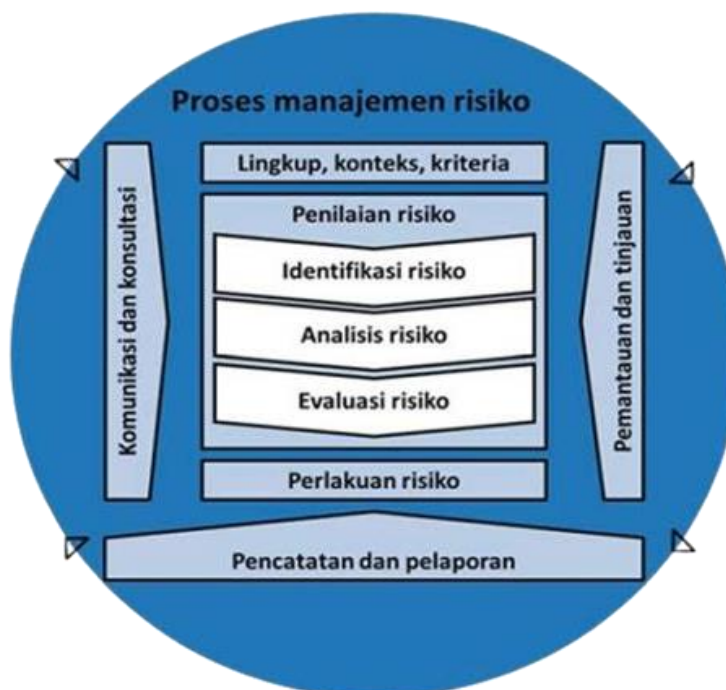 Proses manajemen risiko
Lingkup, konteks, kriteria
Penilaian risiko
Identifikasi risiko
Analisis risiko
Evaluasi risiko
Perlakuan risiko
Komunikasi dan konsultasi
Pemantauan dan tinjauan
Pencatatan dan pelaporan